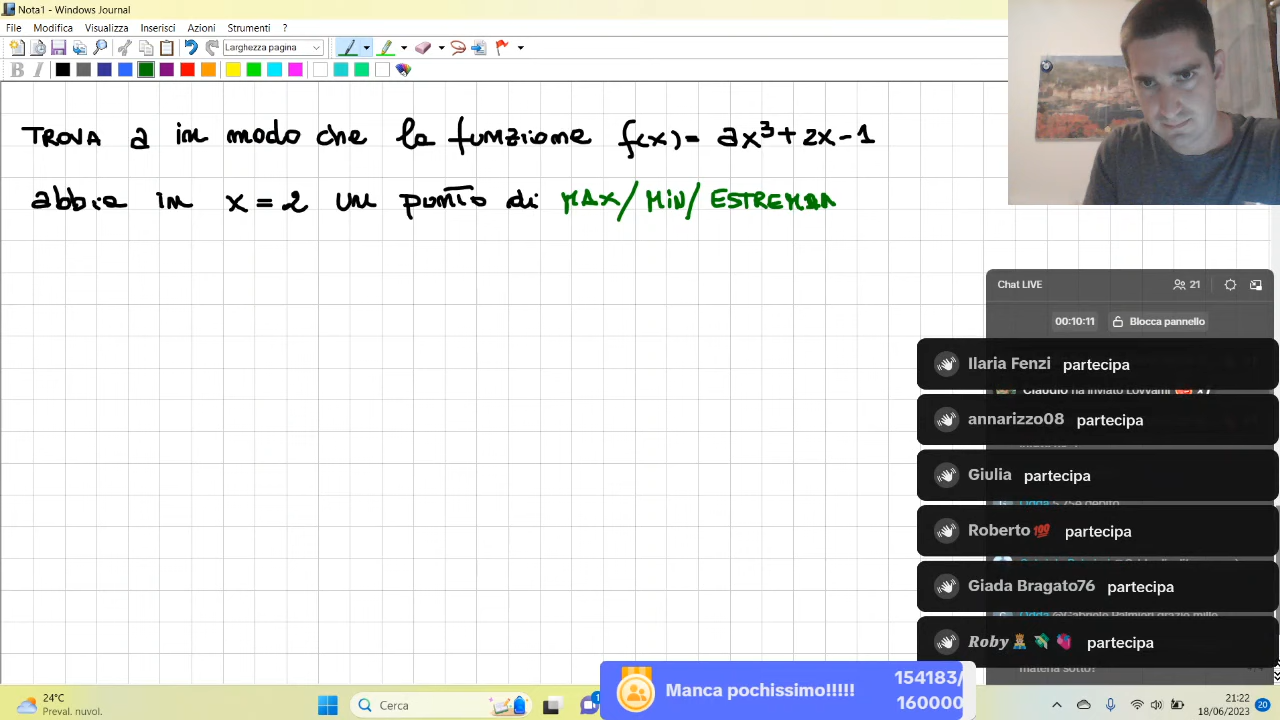 Nota1 - Windows Journal
File Modifica Visualizza Inserisci Azioni Strumenti ?
Larghezza pagina
TROVA a in modo che la funzione f(x) = ax³ + 2x - 1
abbia in x = 2 un punto di MAX/MIN/
Chat LIVE
21
00:10:11 Blocca pannello
Ilaria Fenzi partecipa
annarizzo08 partecipa
Giulia partecipa
Roberto💯 partecipa
Giada Bragato76 partecipa
Roby partecipa
materia sotto?
Manca pochissimo!!!!!
154183/
160000
24°C
Preval. nuvol.
Cerca
21:22
18/06/2023
20